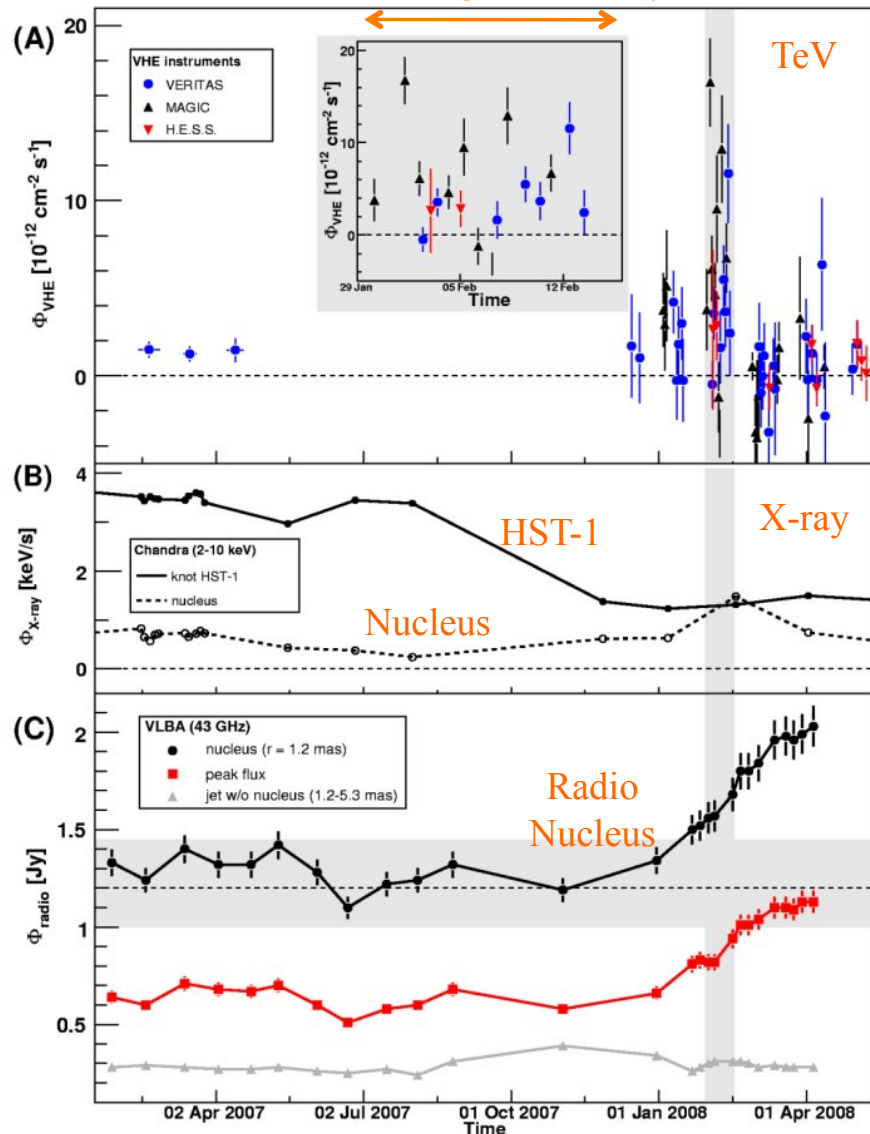 (A)
TeV
VHE instruments
VERITAS
MAGIC
H.E.S.S.
Φ_VHE [10⁻¹² cm⁻² s⁻¹]
20
10
0
Φ_VHE [10⁻¹² cm⁻² s⁻¹]
20
10
0
29 Jan
05 Feb
12 Feb
Time
(B)
X-ray
HST-1
Nucleus
Chandra (2-10 keV)
knot HST-1
nucleus
Φ_X-ray [keV/s]
4
2
0
(C)
VLBA (43 GHz)
nucleus (r = 1.2 mas)
peak flux
jet w/o nucleus (1.2-5.3 mas)
Radio
Nucleus
Φ_radio [Jy]
2
1.5
1
0.5
02 Apr 2007
02 Jul 2007
01 Oct 2007
01 Jan 2008
01 Apr 2008
Time